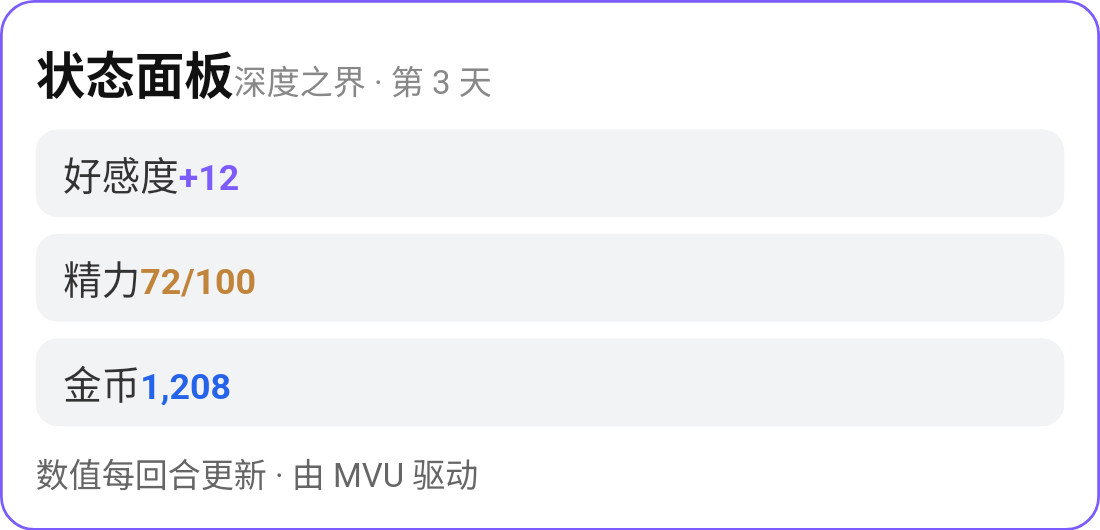 状态面板深度之界 · 第 3 天
好感度+12
精力72/100
金币1,208
数值每回合更新 · 由 MVU 驱动